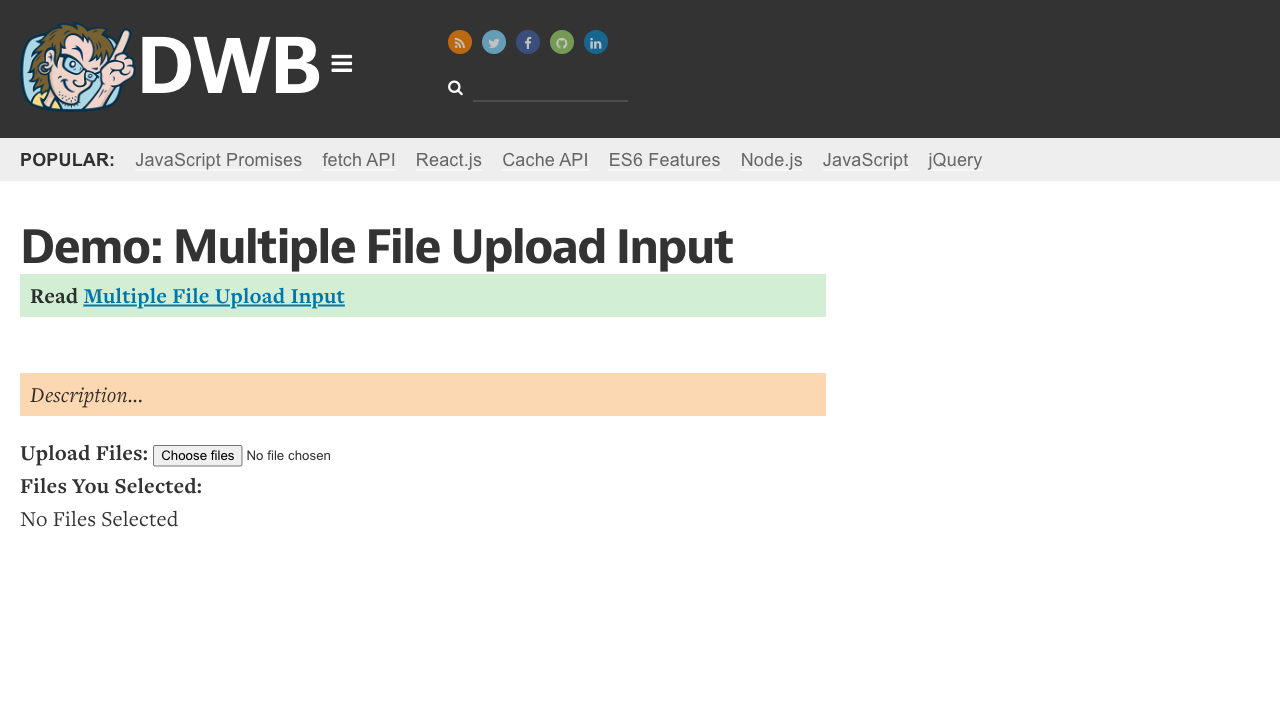 DWB
POPULAR: JavaScript Promises fetch API React.js Cache API ES6 Features Node.js JavaScript jQuery
Demo: Multiple File Upload Input
Read Multiple File Upload Input
Description...
Upload Files: Choose files No file chosen
Files You Selected:
No Files Selected